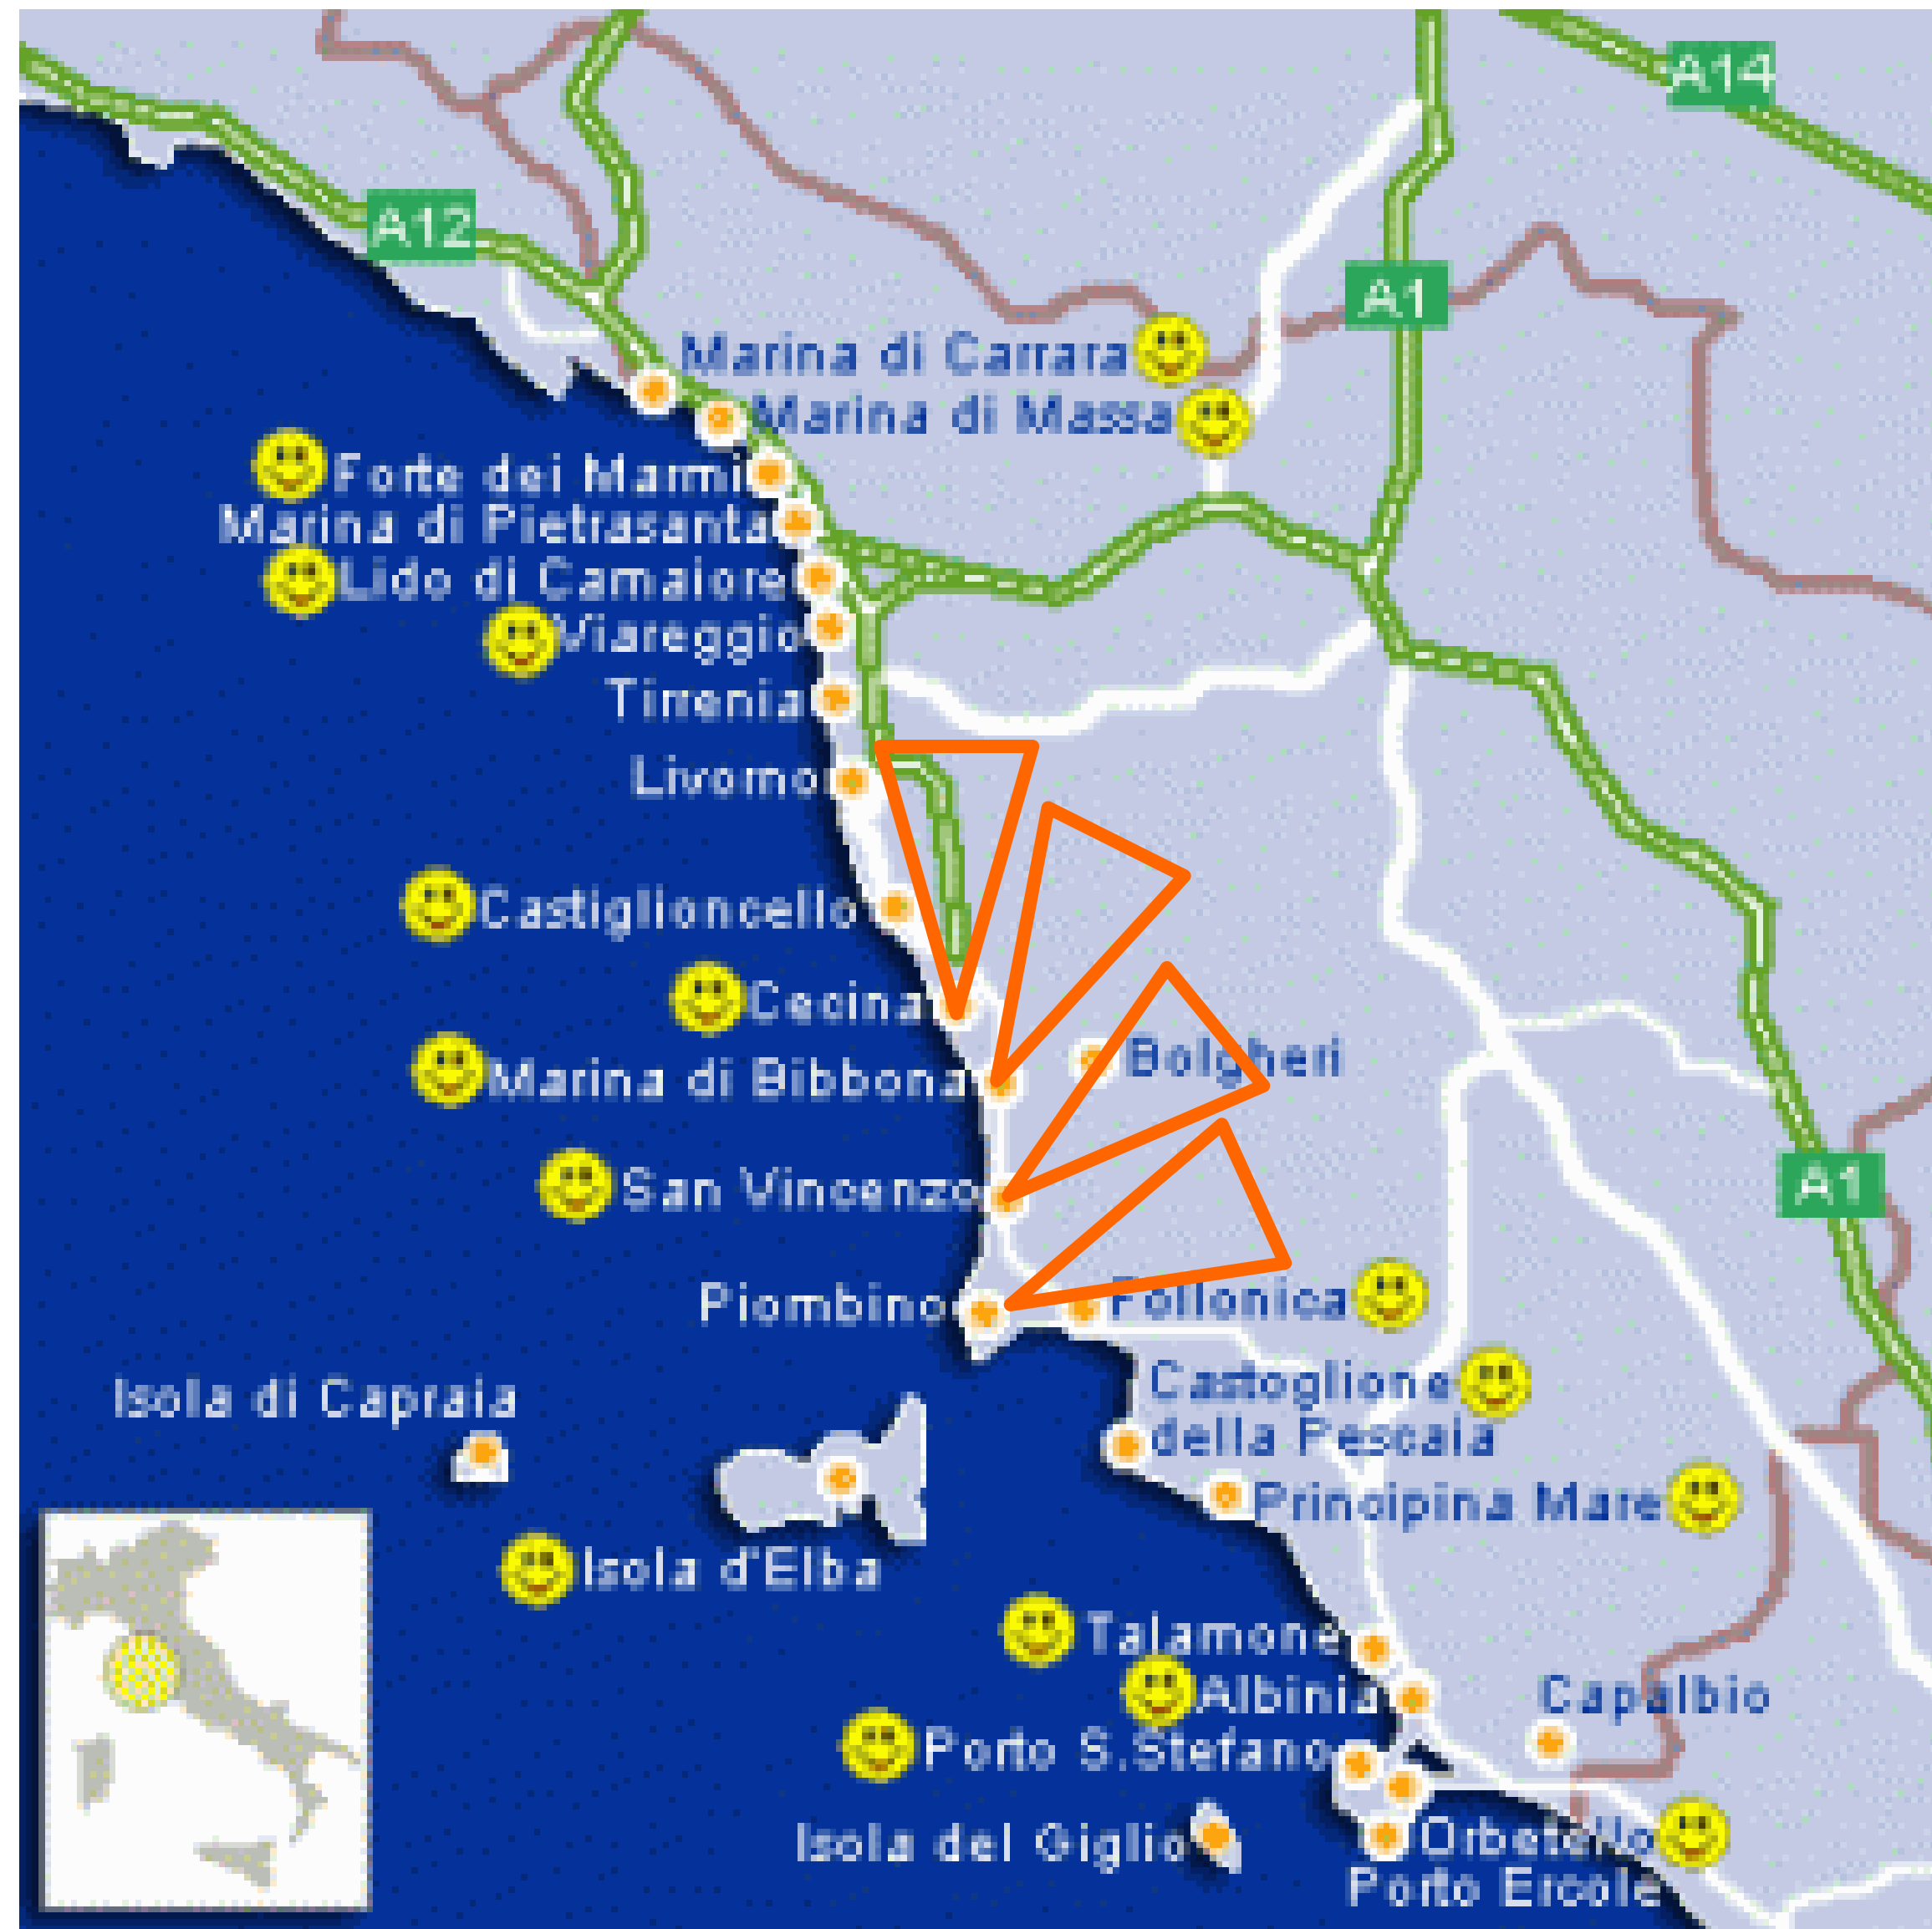 A14
A12
A1
Marina di Carrara
Marina di Massa
Forte dei Marmi
Marina di Pietrasanta
Lido di Camaiore
Viareggio
Tirrenia
Livorno
Castiglioncello
Cecina
Bolgheri
Marina di Bibbona
San Vincenzo
A1
Piombino
Follonica
Castoglione
della Pescaia
Isola di Capraia
Principina Mare
Isola d'Elba
Talamone
Albinia
Capalbio
Porto S.Stefano
Isola del Giglio
Orbetello
Porto Ercole